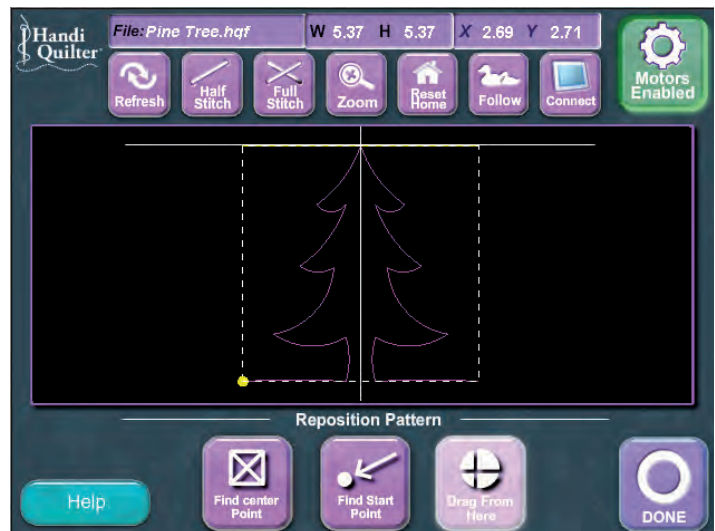 Handi
Quilter®
File: Pine Tree.hqf W 5.37 H 5.37 X 2.69 Y 2.71
Refresh
Half
Stitch
Full
Stitch
Zoom
Reset
Home
Follow
Connect
Motors
Enabled
Reposition Pattern
Help
Find center
Point
Find Start
Point
Drag From
Here
DONE